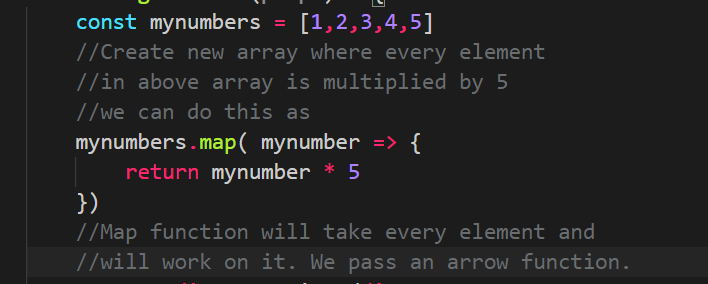 const mynumbers = [1,2,3,4,5]
//Create new array where every element
//in above array is multiplied by 5
//we can do this as
mynumbers.map( mynumber => {
return mynumber * 5
})
//Map function will take every element and
//will work on it. We pass an arrow function.